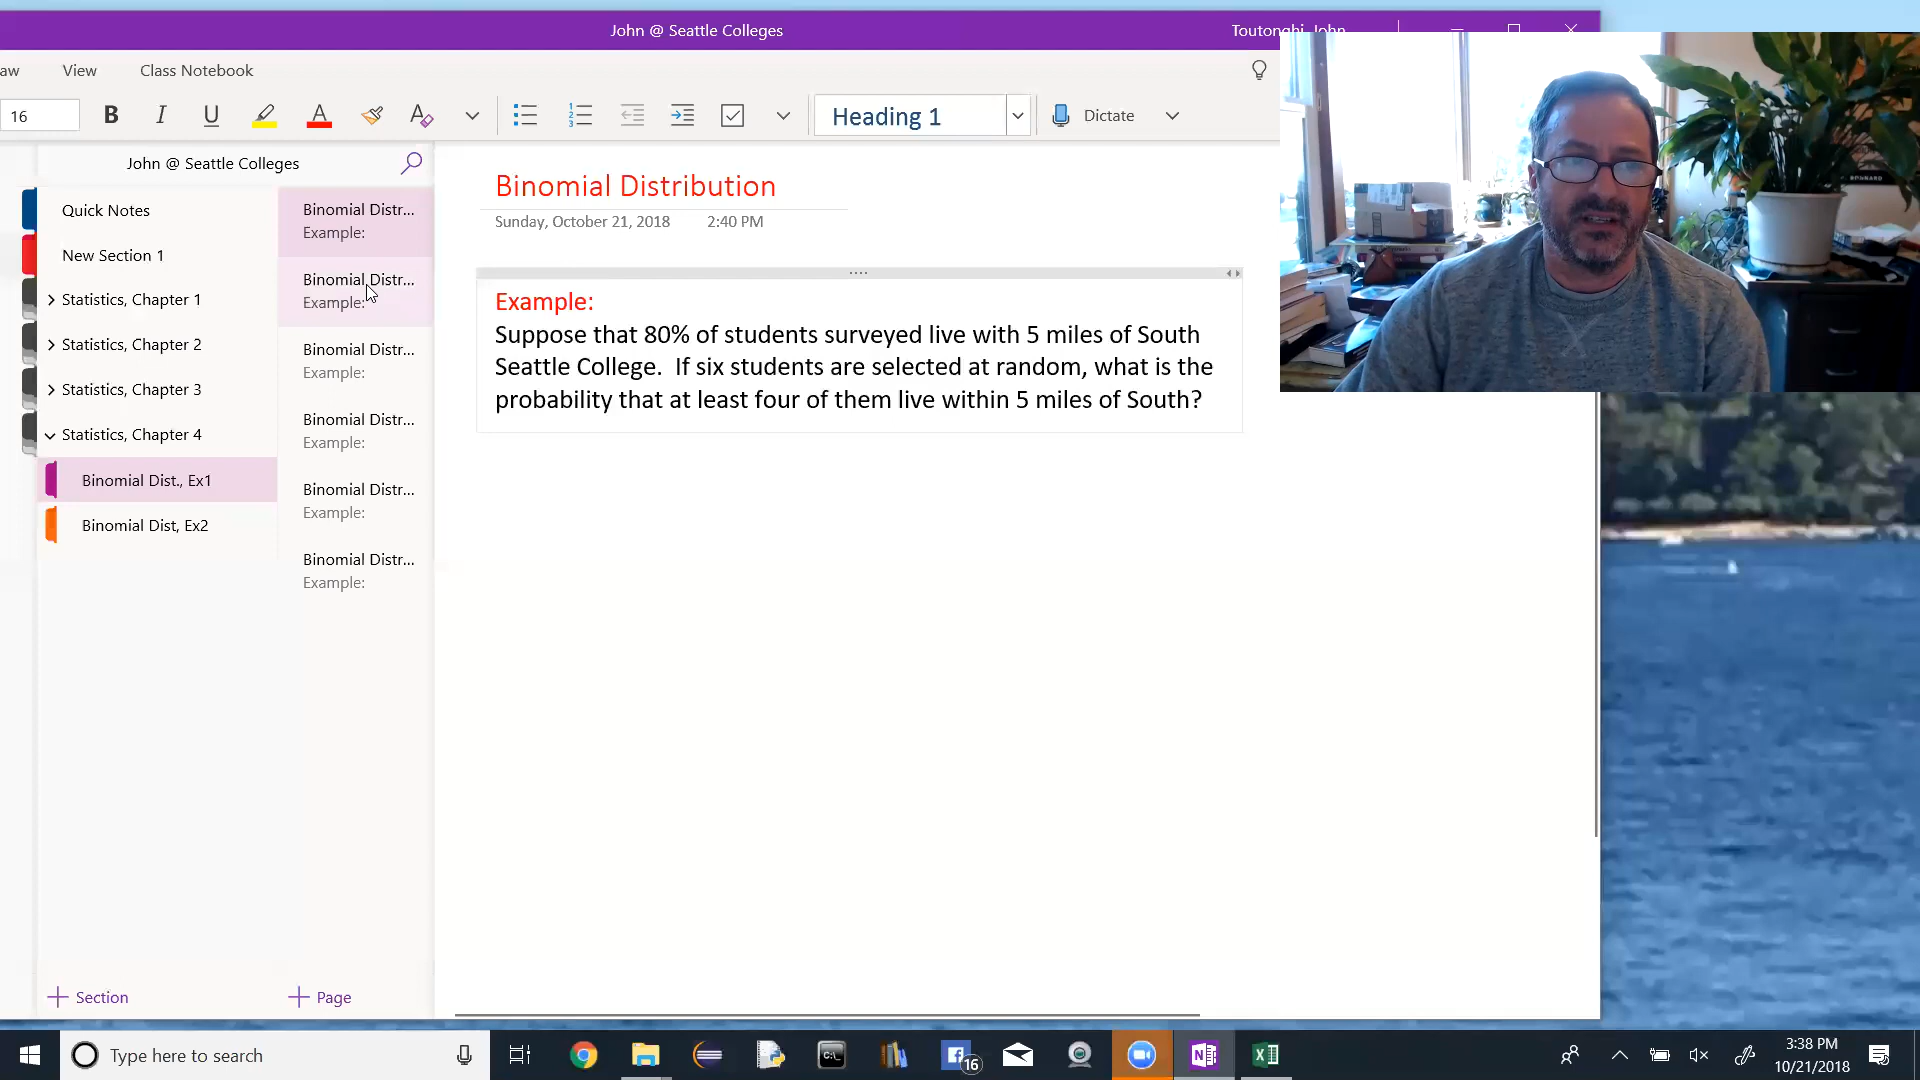 John @ Seattle Colleges
Toutonghi, John
aw
View
Class Notebook
16
B
I
U
A
A
Heading 1
Dictate
John @ Seattle Colleges
Quick Notes
New Section 1
Statistics, Chapter 1
Statistics, Chapter 2
Statistics, Chapter 3
Statistics, Chapter 4
Binomial Dist., Ex1
Binomial Dist, Ex2
Binomial Distr...
Example:
Binomial Distr...
Example:
Binomial Distr...
Example:
Binomial Distr...
Example:
Binomial Distr...
Example:
Binomial Distr...
Example:
Binomial Distribution
Sunday, October 21, 2018 2:40 PM
Example:
Suppose that 80% of students surveyed live with 5 miles of South
Seattle College. If six students are selected at random, what is the
probability that at least four of them live within 5 miles of South?
BONNARD
Section
Page
Type here to search
16
3:38 PM
10/21/2018